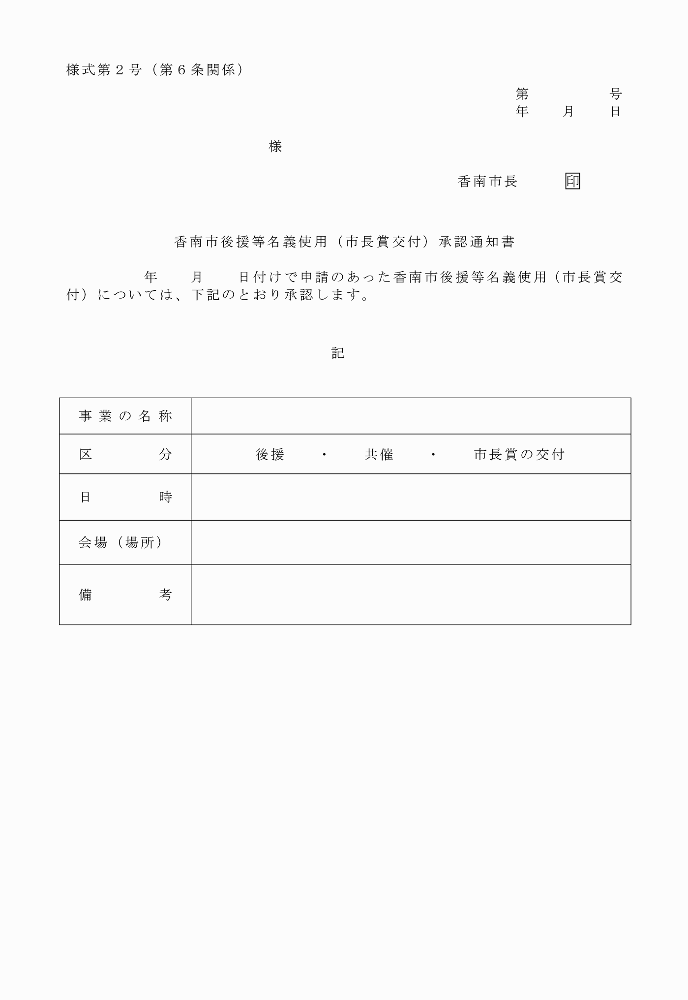 様式第２号（第６条関係）
第　　　　　号
年　　月　　日
様
香南市長　　　印
香南市後援等名義使用（市長賞交付）承認通知書
年　　月　　日付けで申請のあった香南市後援等名義使用（市長賞交
付）については、下記のとおり承認します。
記
事業の名称
区　　　　分　　後援　　・　　共催　　・　　市長賞の交付
日　　　　時
会場（場所）
備　　　　考